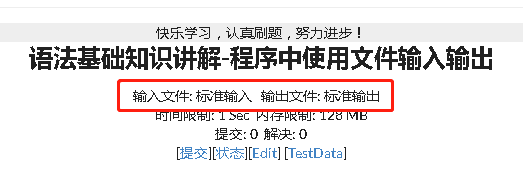 快乐学习，认真刷题，努力进步！
语法基础知识讲解-程序中使用文件输入输出
输入文件: 标准输入 输出文件: 标准输出
时间限制: 1 Sec 内存限制: 128 MB
提交: 0 解决: 0
[提交][状态][Edit] [TestData]